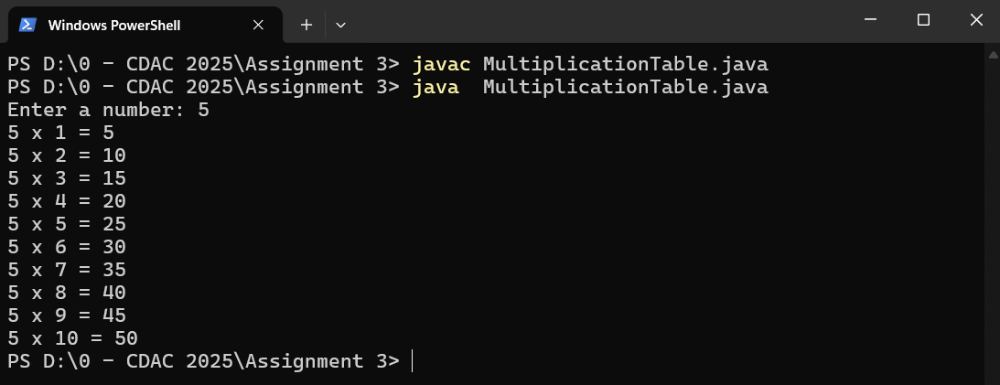 Windows PowerShell
PS D:\0 - CDAC 2025\Assignment 3> javac MultiplicationTable.java
PS D:\0 - CDAC 2025\Assignment 3> java  MultiplicationTable.java
Enter a number: 5
5 x 1 = 5
5 x 2 = 10
5 x 3 = 15
5 x 4 = 20
5 x 5 = 25
5 x 6 = 30
5 x 7 = 35
5 x 8 = 40
5 x 9 = 45
5 x 10 = 50
PS D:\0 - CDAC 2025\Assignment 3>